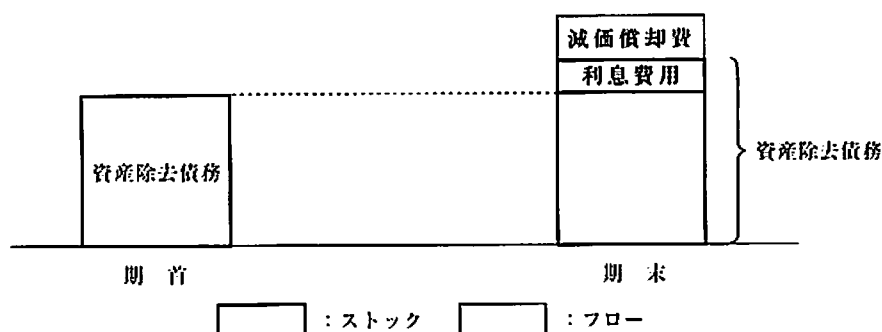 減価償却費
利息費用
資産除去債務
資産除去債務
期首
期末
：ストック
：フロー